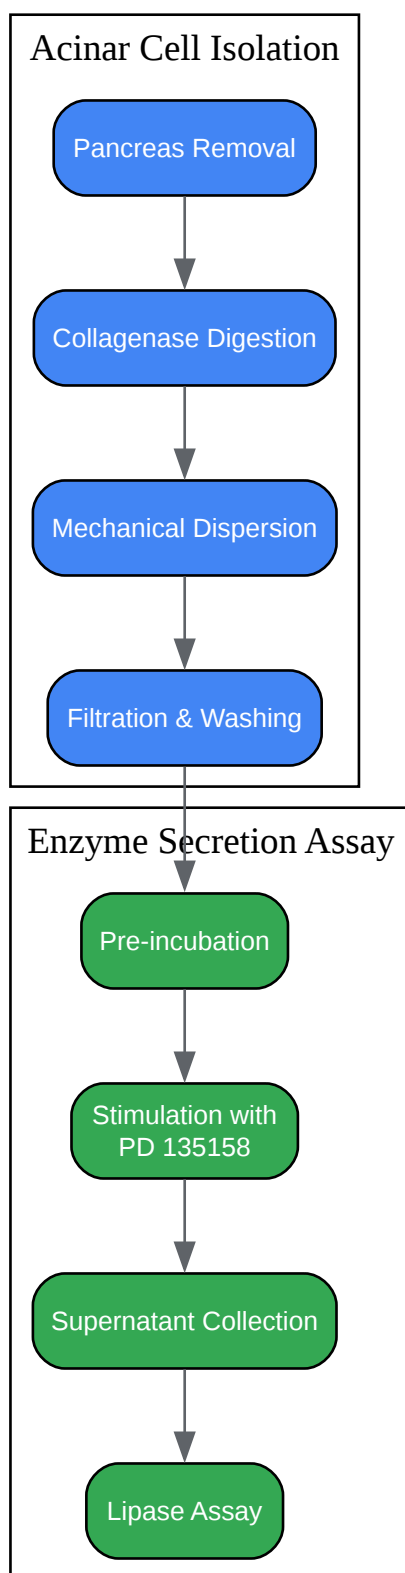 Acinar Cell Isolation
Pancreas Removal
Collagenase Digestion
Mechanical Dispersion
Filtration & Washing
Enzyme Secretion Assay
Pre-incubation
Stimulation with
PD 135158
Supernatant Collection
Lipase Assay